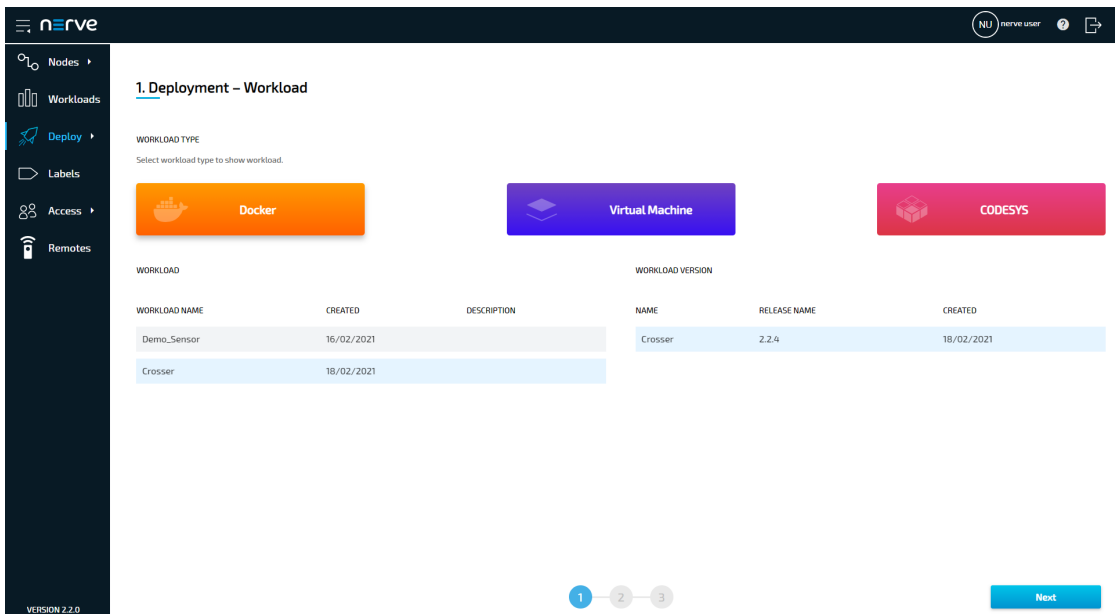 nerve
NU nerve user ?
Nodes
Workloads
Deploy
Labels
Access
Remotes
VERSION 2.2.0
1. Deployment – Workload
WORKLOAD TYPE
Select workload type to show workload.
Docker
Virtual Machine
CODESYS
WORKLOAD
WORKLOAD NAME CREATED DESCRIPTION
Demo_Sensor 16/02/2021
Crosser 18/02/2021
WORKLOAD VERSION
NAME RELEASE NAME CREATED
Crosser 2.2.4 18/02/2021
1 2 3
Next